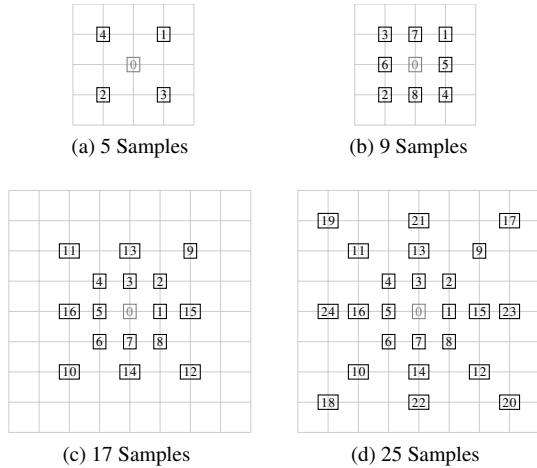 4 1
0
2 3
(a) 5 Samples
3 7 1
6 0 5
2 8 4
(b) 9 Samples
11 13 9
4 3 2
16 5 0 1 15
6 7 8
10 14 12
(c) 17 Samples
19 21 17
11 13 9
4 3 2
24 16 5 0 1 15 23
6 7 8
10 14 12
18 22 20
(d) 25 Samples